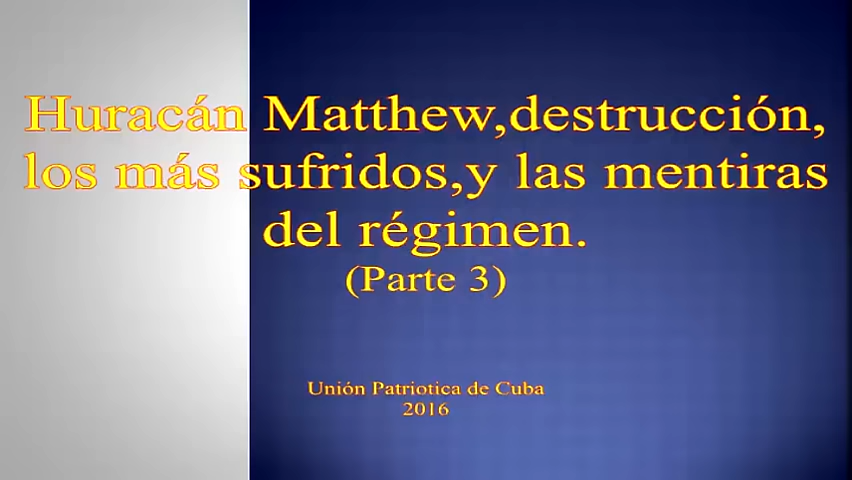 Huracán Matthew,destrucción,
los más sufridos,y las mentiras
del régimen.
(Parte 3)
Unión Patriotica de Cuba
2016